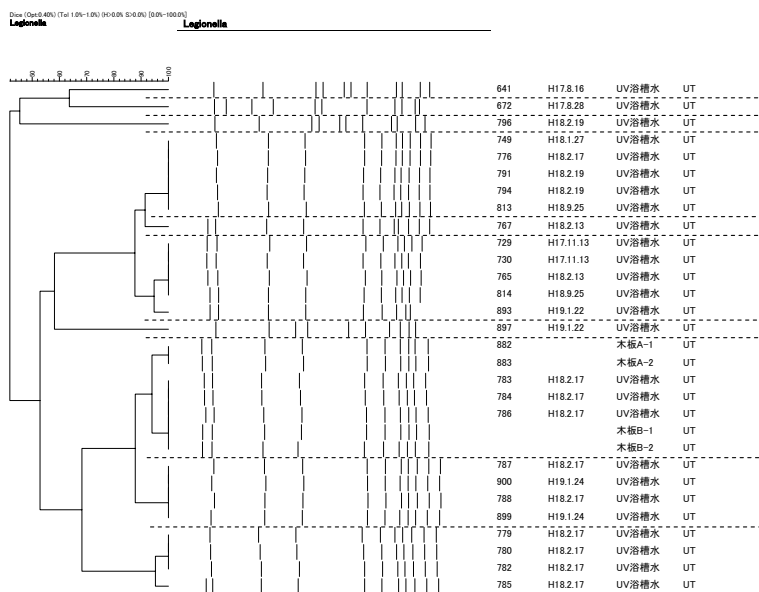 Dice (Opt:0.40%) (Tol 1.0%-1.0%) (H>0.0% S>0.0%) [0.0%-100.0%]
Legionella Legionella
50 60 70 80 90 100
641 H17.8.16 UV浴槽水 UT
672 H17.8.28 UV浴槽水 UT
796 H18.2.19 UV浴槽水 UT
749 H18.1.27 UV浴槽水 UT
776 H18.2.17 UV浴槽水 UT
791 H18.2.19 UV浴槽水 UT
794 H18.2.19 UV浴槽水 UT
813 H18.9.25 UV浴槽水 UT
767 H18.2.13 UV浴槽水 UT
729 H17.11.13 UV浴槽水 UT
730 H17.11.13 UV浴槽水 UT
765 H18.2.13 UV浴槽水 UT
814 H18.9.25 UV浴槽水 UT
893 H19.1.22 UV浴槽水 UT
897 H19.1.22 UV浴槽水 UT
882 木板A-1 UT
883 木板A-2 UT
783 H18.2.17 UV浴槽水 UT
784 H18.2.17 UV浴槽水 UT
786 H18.2.17 UV浴槽水 UT
木板B-1 UT
木板B-2 UT
787 H18.2.17 UV浴槽水 UT
900 H19.1.24 UV浴槽水 UT
788 H18.2.17 UV浴槽水 UT
899 H19.1.24 UV浴槽水 UT
779 H18.2.17 UV浴槽水 UT
780 H18.2.17 UV浴槽水 UT
782 H18.2.17 UV浴槽水 UT
785 H18.2.17 UV浴槽水 UT